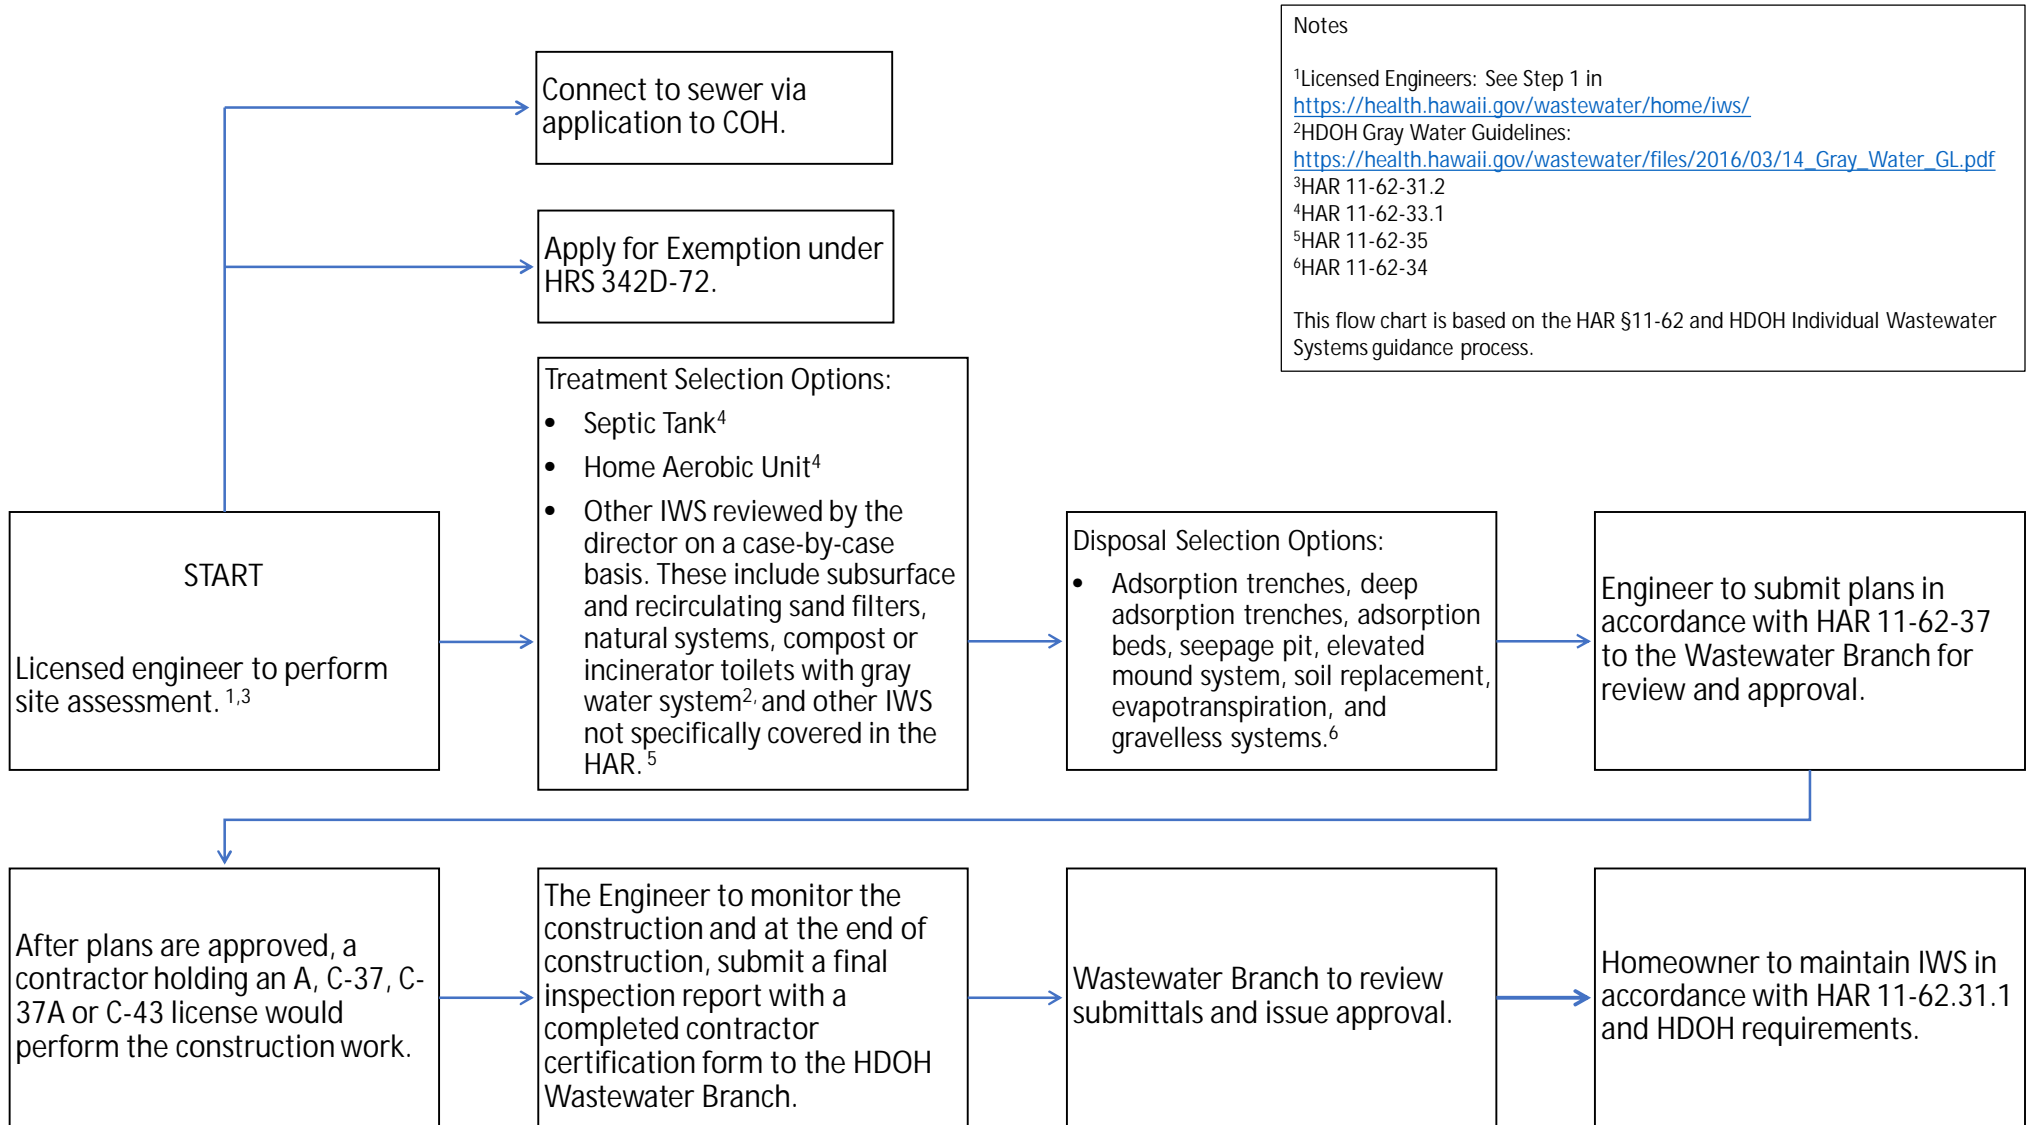 Notes
¹Licensed Engineers: See Step 1 in
https://health.hawaii.gov/wastewater/home/iws/
²HDOH Gray Water Guidelines:
https://health.hawaii.gov/wastewater/files/2016/03/14_Gray_Water_GL.pdf
³HAR 11-62-31.2
⁴HAR 11-62-33.1
⁵HAR 11-62-35
⁶HAR 11-62-34
This flow chart is based on the HAR §11-62 and HDOH Individual Wastewater
Systems guidance process.
Connect to sewer via
application to COH.
Apply for Exemption under
HRS 342D-72.
START
Licensed engineer to perform
site assessment. ¹,³
Treatment Selection Options:
• Septic Tank⁴
• Home Aerobic Unit⁴
• Other IWS reviewed by the
director on a case-by-case
basis. These include subsurface
and recirculating sand filters,
natural systems, compost or
incinerator toilets with gray
water system², and other IWS
not specifically covered in the
HAR. ⁵
Disposal Selection Options:
• Adsorption trenches, deep
adsorption trenches, adsorption
beds, seepage pit, elevated
mound system, soil replacement,
evapotranspiration, and
gravelless systems.⁶
Engineer to submit plans in
accordance with HAR 11-62-37
to the Wastewater Branch for
review and approval.
After plans are approved, a
contractor holding an A, C-37, C-
37A or C-43 license would
perform the construction work.
The Engineer to monitor the
construction and at the end of
construction, submit a final
inspection report with a
completed contractor
certification form to the HDOH
Wastewater Branch.
Wastewater Branch to review
submittals and issue approval.
Homeowner to maintain IWS in
accordance with HAR 11-62.31.1
and HDOH requirements.